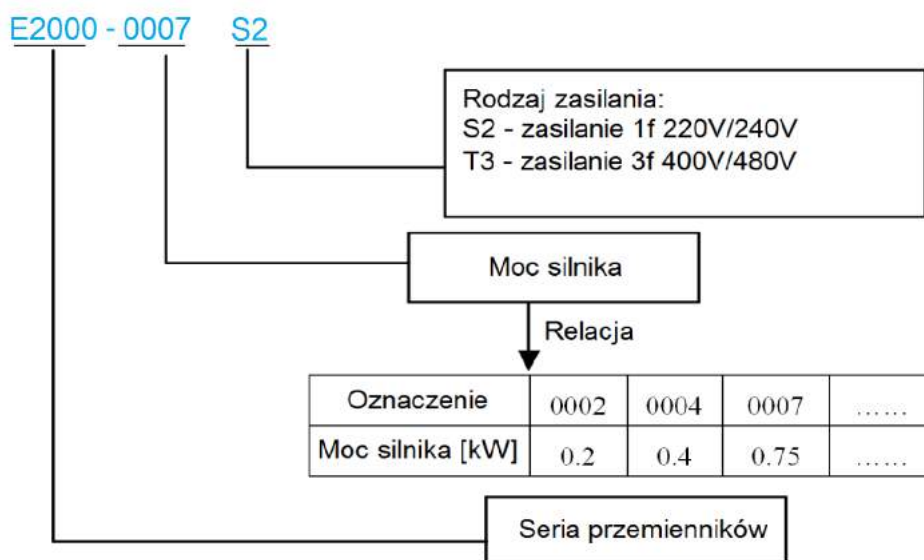 E2000 - 0007 S2
Rodzaj zasilania:
S2 - zasilanie 1f 220V/240V
T3 - zasilanie 3f 400V/480V
Moc silnika
Relacja
Oznaczenie 0002 0004 0007 ......
Moc silnika [kW] 0.2 0.4 0.75 ......
Seria przemienników